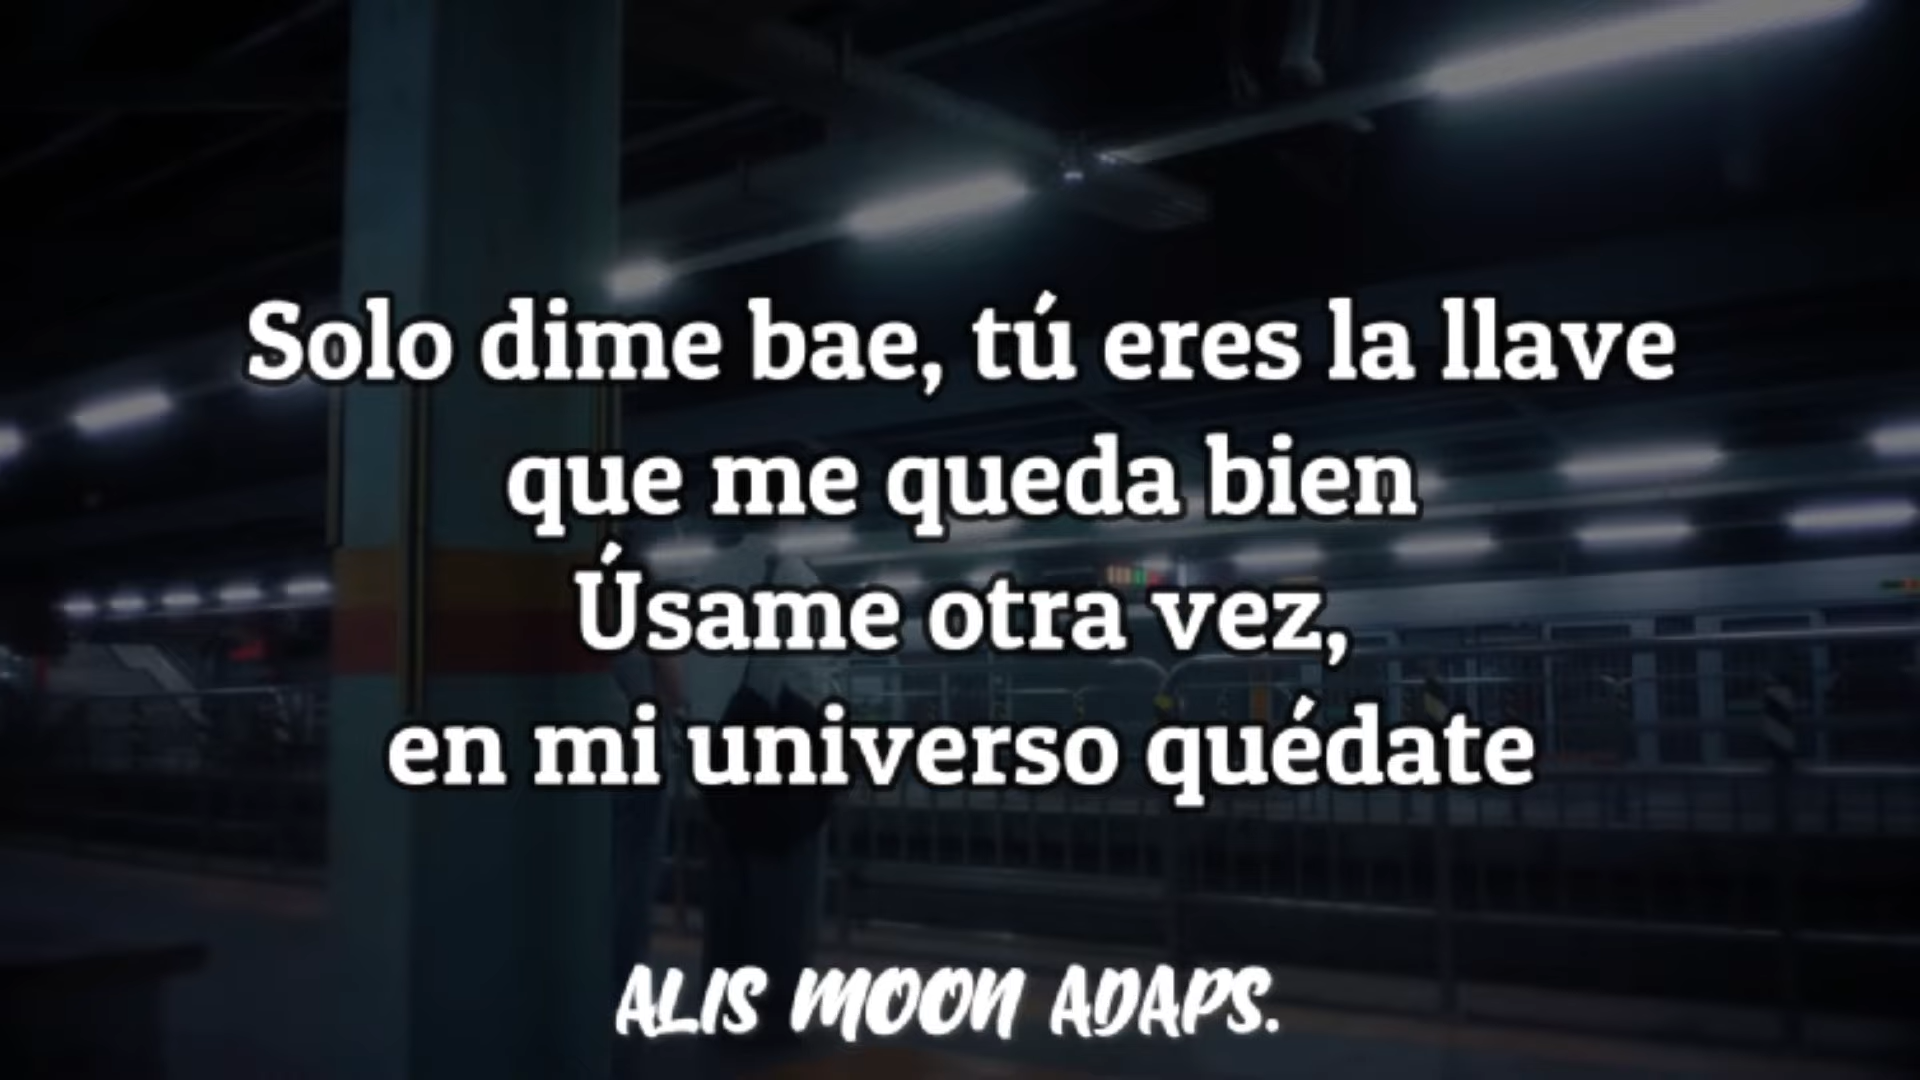 Solo dime bae, tú eres la llave
que me queda bien
Úsame otra vez,
en mi universo quédate
ALIS MOON ADAPS.